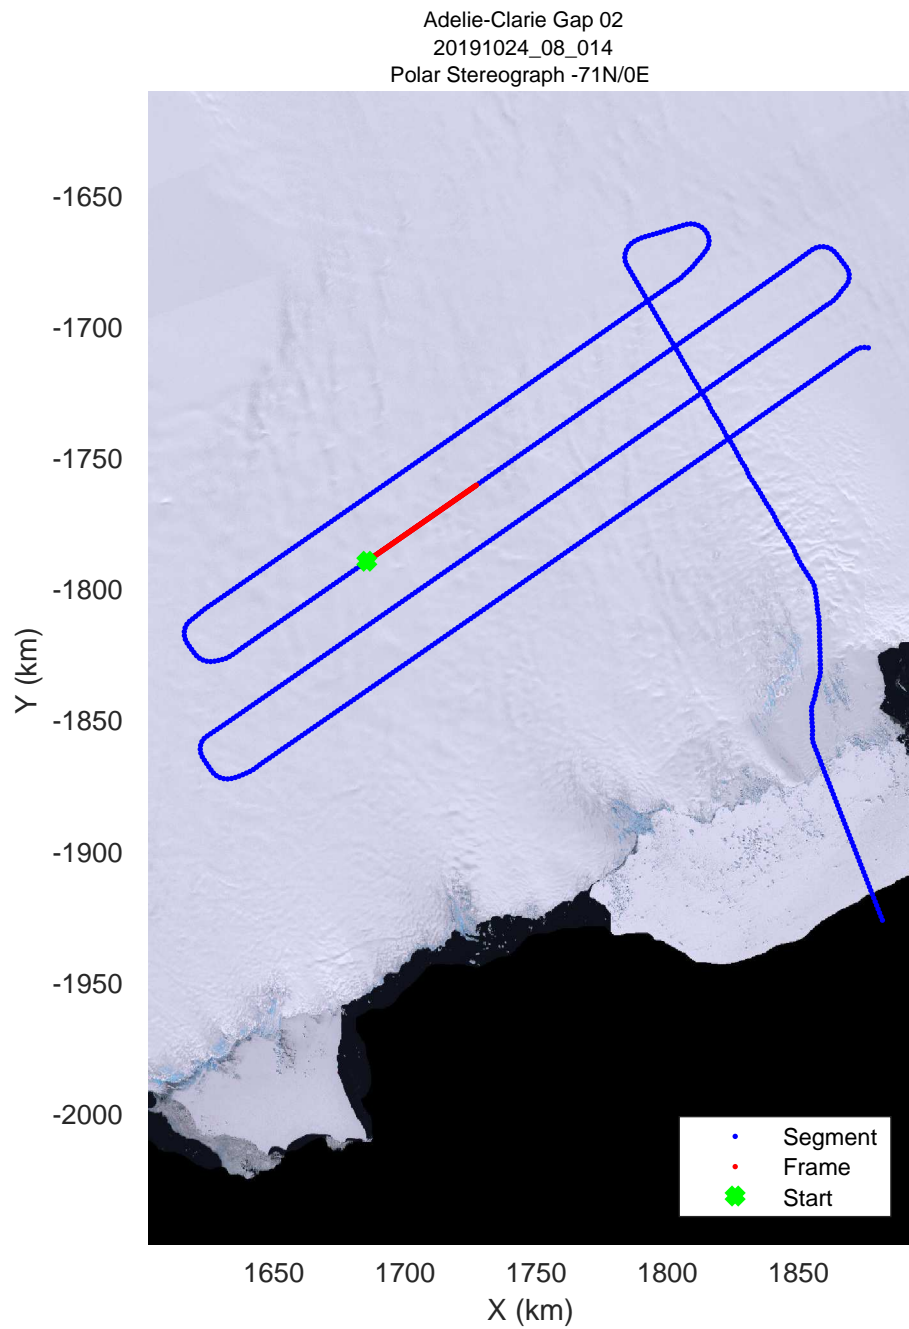 Adelie-Clarie Gap 02
20191024_08_014
Polar Stereograph -71N/0E
-1650
-1700
-1750
-1800
-1850
-1900
-1950
-2000
Y (km)
Segment
Frame
Start
1650
1700
1750
1800
1850
X (km)